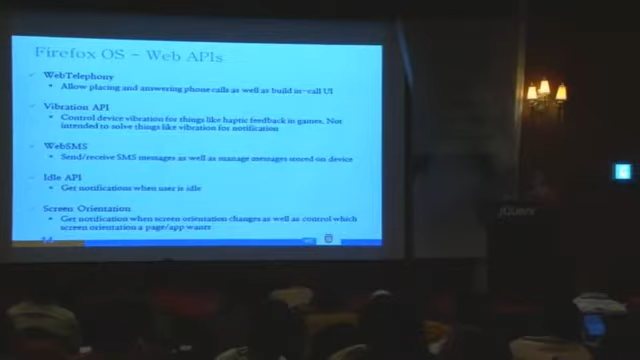 Firefox OS - Web APIs
WebTelephony
Allow placing and answering phone calls as well as build in-call UI
Vibration API
Control device vibration for things like haptic feedback in games. Not
intended to solve things like vibration for notification
WebSMS
Send/receive SMS messages as well as manage messages stored on device
Idle API
Get notifications when user is idle
Screen Orientation
Get notification when screen orientation changes as well as control which
screen orientation a page/app wants
jQuery